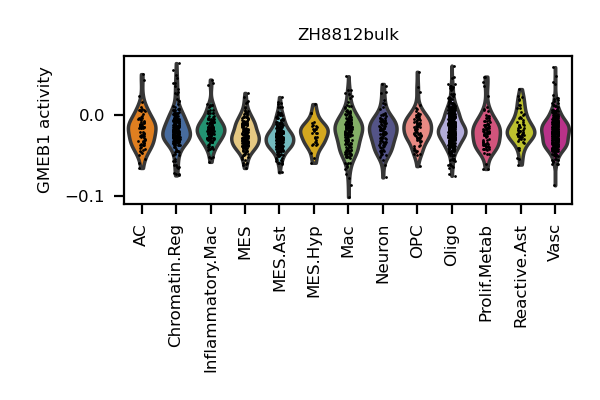 ZH8812bulk
GMEB1 activity
0.0
−0.1
AC
Chromatin.Reg
Inflammatory.Mac
MES
MES.Ast
MES.Hyp
Mac
Neuron
OPC
Oligo
Prolif.Metab
Reactive.Ast
Vasc